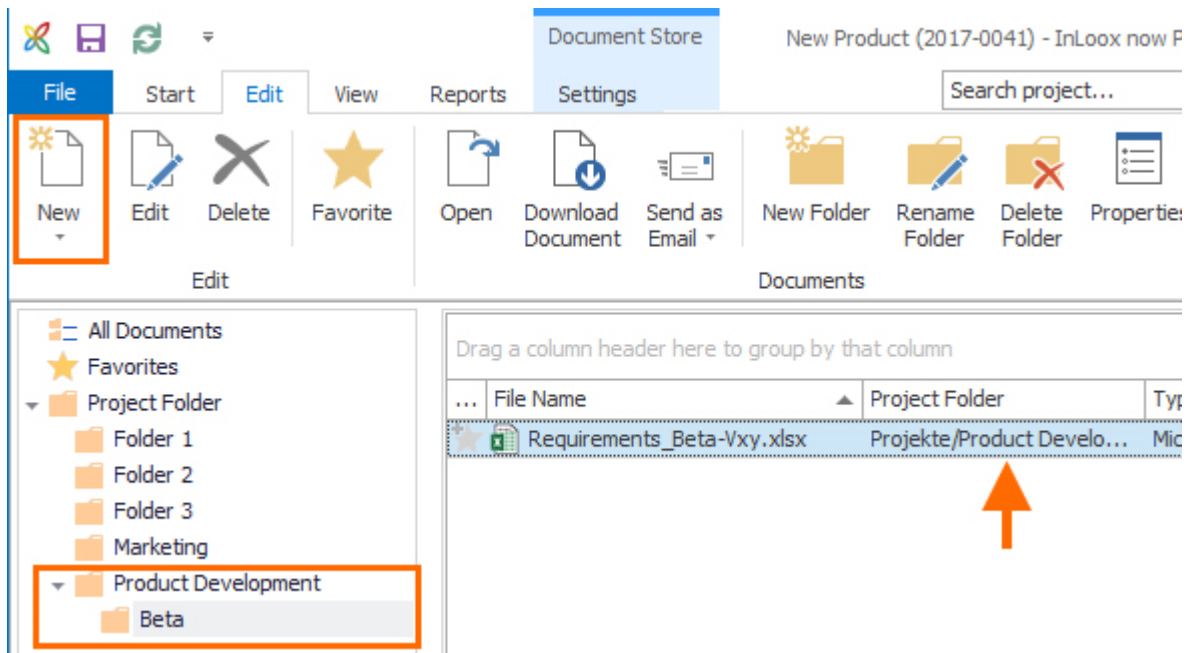 Document Store
New Product (2017-0041) - InLoox now P
File Start Edit View Reports Settings Search project...
New Edit Delete Favorite Open Download Document Send as Email New Folder Rename Folder Delete Folder Properties
Edit Documents
All Documents
Favorites
Project Folder
Folder 1
Folder 2
Folder 3
Marketing
Product Development
Beta
Drag a column header here to group by that column
... File Name Project Folder Typ
Requirements_Beta-Vxy.xlsx Projekte/Product Develo... Mic